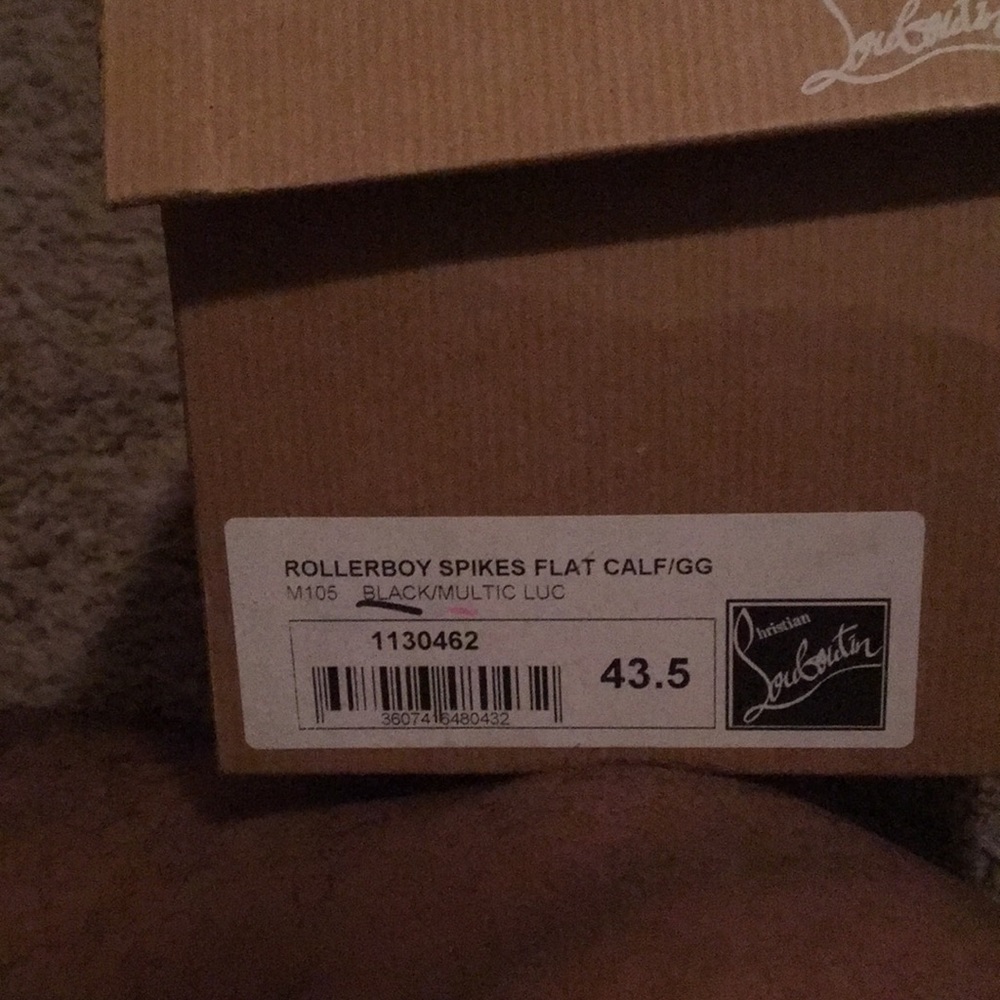 Louboutin
ROLLERBOY SPIKES FLAT CALF/GG
M105 BLACK/MULTIC LUC
1130462
43.5
3607416480432
Christian
Louboutin